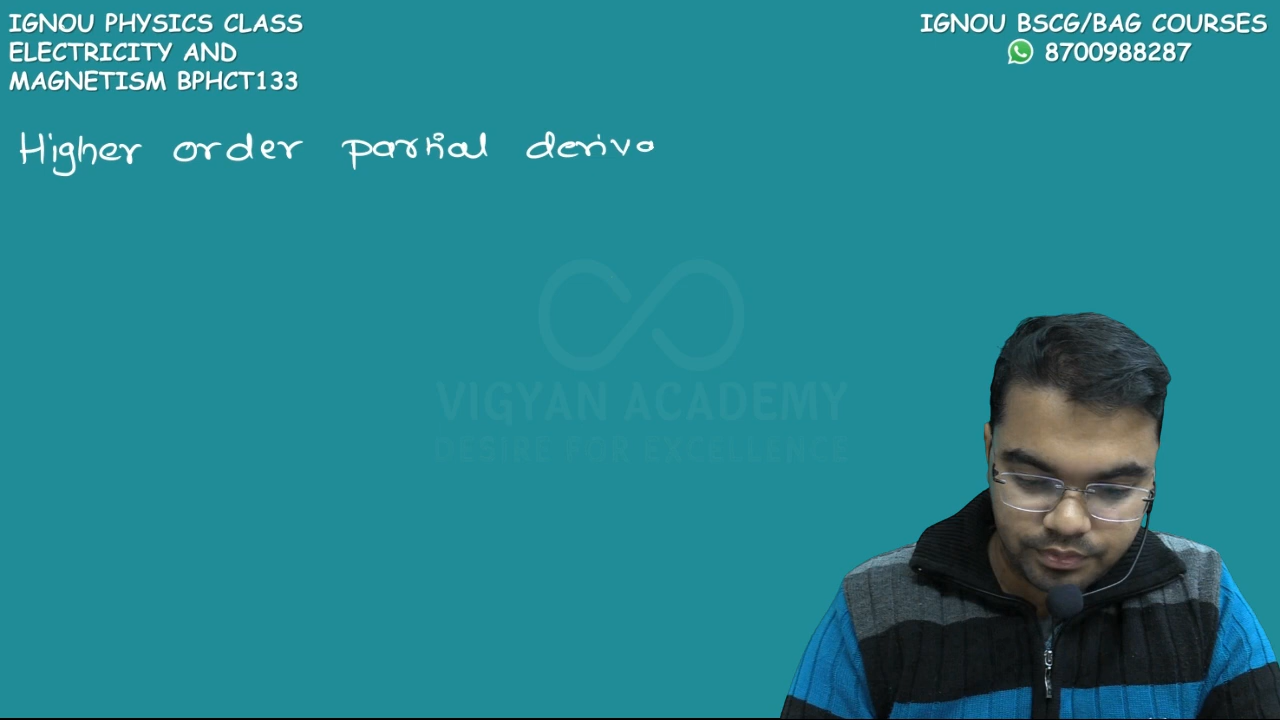 IGNOU PHYSICS CLASS
ELECTRICITY AND
MAGNETISM BPHCT133
IGNOU BSCG/BAG COURSES
8700988287
Higher order partial deriva
VIGYAN ACADEMY
DESIRE FOR EXCELLENCE